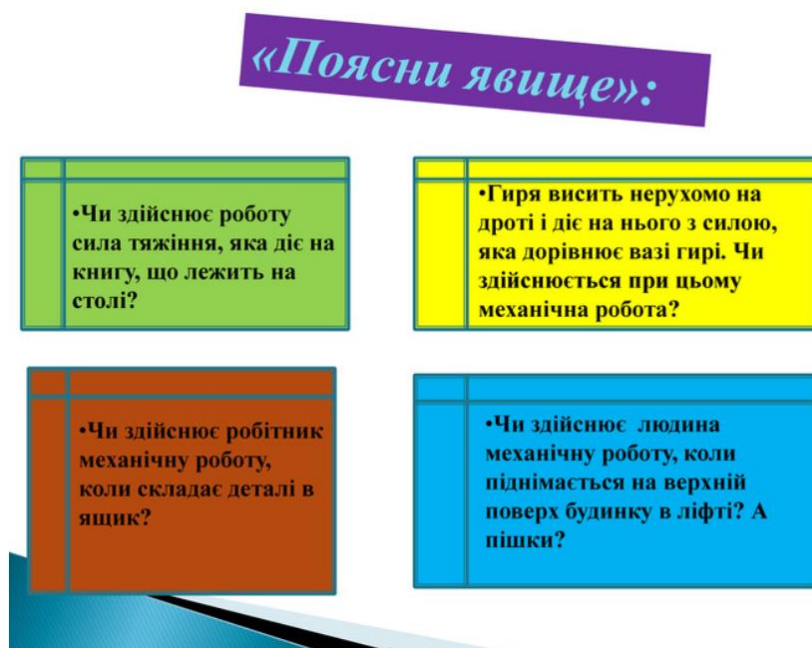 «Поясни явище»:
•Чи здійснює роботу
сила тяжіння, яка діє на
книгу, що лежить на
столі?
•Гиря висить нерухомо на
дроті і діє на нього з силою,
яка дорівнює вазі гирі. Чи
здійснюється при цьому
механічна робота?
•Чи здійснює робітник
механічну роботу,
коли складає деталі в
ящик?
•Чи здійснює людина
механічну роботу, коли
піднімається на верхній
поверх будинку в ліфті? А
пішки?